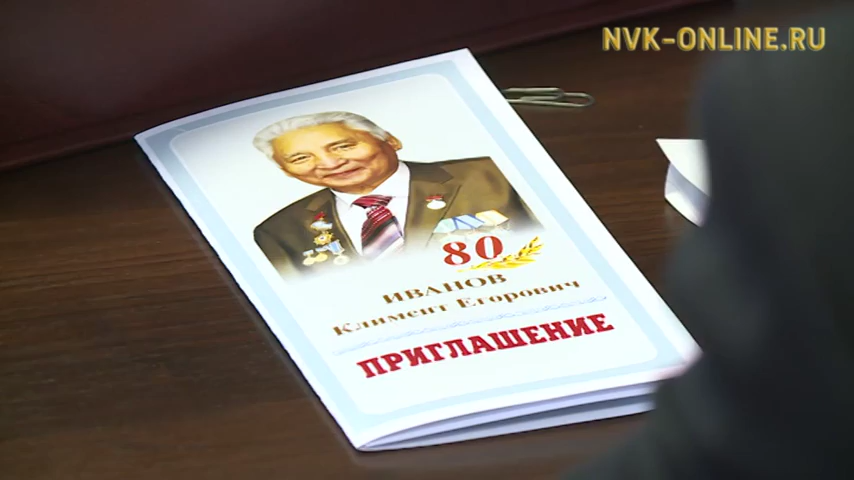 NVK-ONLINE.RU
80
ИВАНОВ
Климент Егорович
ПРИГЛАШЕНИЕ